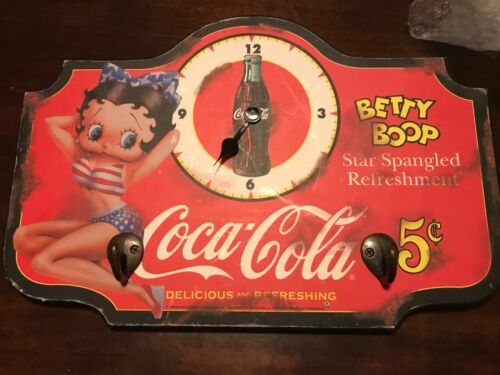 12
9
3
6
Coca-Cola
BETTY
BOOP
Star Spangled
Refreshment
Coca-Cola
5¢
DELICIOUS AND REFRESHING